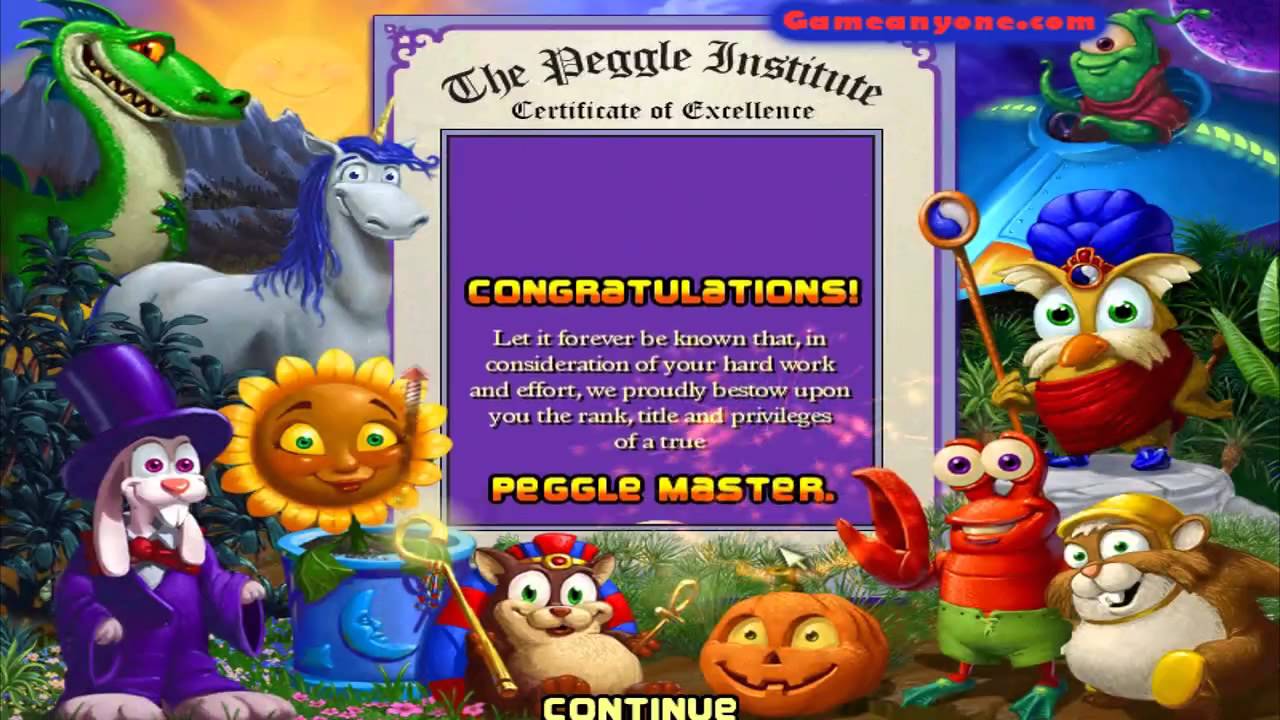 Gameanyone.com
The Peggle Institute
Certificate of Excellence
CONGRATULATIONS!
Let it forever be known that, in
consideration of your hard work
and effort, we proudly bestow upon
you the rank, title and privileges
of a true
PEGGLE MASTER.
CONTINUE